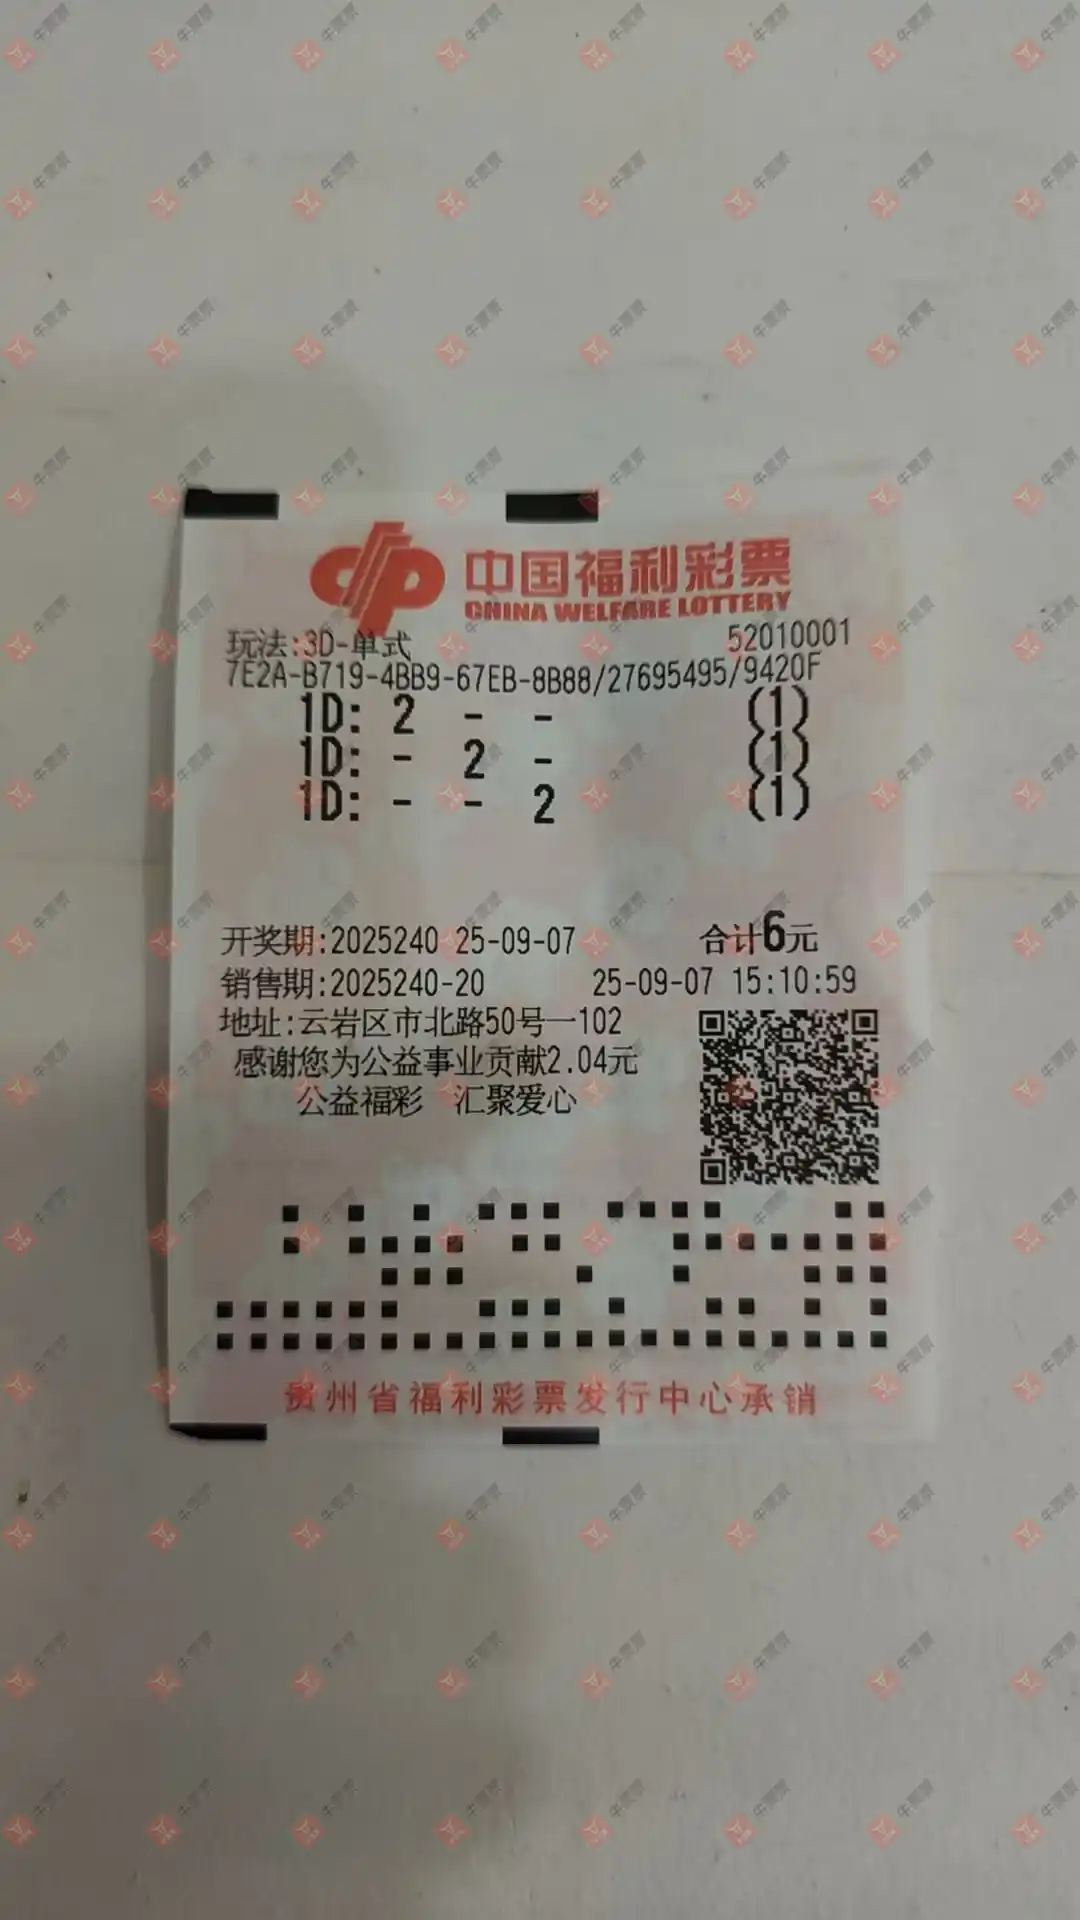 中国福利彩票
CHINA WELFARE LOTTERY
玩法:3D-单式 52010001
7E2A-B719-4BB9-67EB-8B88/27695495/9420F
1D: 2 - - (1)
1D: - 2 - (1)
1D: - - 2 (1)
开奖期:2025240 25-09-07 合计6元
销售期:2025240-20 25-09-07 15:10:59
地址:云岩区市北路50号一102
感谢您为公益事业贡献2.04元
公益福彩 汇聚爱心
贵州省福利彩票发行中心承销